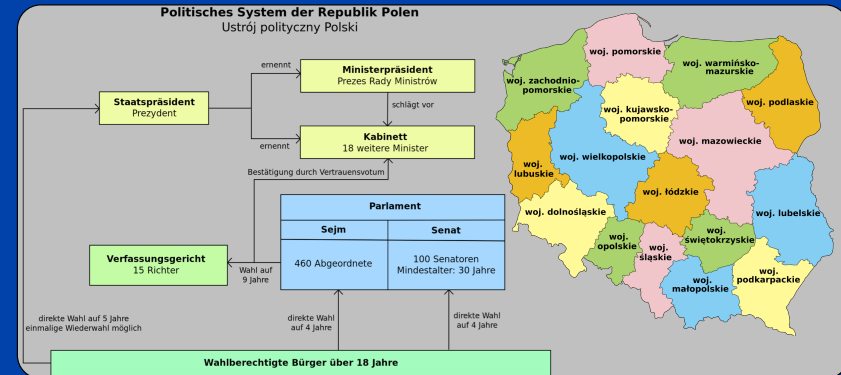 Politisches System der Republik Polen
Ustrój polityczny Polski
ernennt
Ministerpräsident
Prezes Rady Ministrów
Staatspräsident
Prezydent
schlägt vor
ernennt
Kabinett
18 weitere Minister
Bestätigung durch Vertrauensvotum
Parlament
Sejm
Senat
460 Abgeordnete
100 Senatoren
Mindestalter: 30 Jahre
Verfassungsgericht
15 Richter
Wahl auf
9 Jahre
direkte Wahl auf 5 Jahre
einmalige Wiederwahl möglich
direkte Wahl
auf 4 Jahre
direkte Wahl
auf 4 Jahre
Wahlberechtigte Bürger über 18 Jahre
woj. pomorskie
woj. warmińsko-
mazurskie
woj. zachodnio-
pomorskie
woj. podlaskie
woj. kujawsko-
pomorskie
woj. mazowieckie
woj. wielkopolskie
woj.
lubuskie
woj. łódzkie
woj. dolnośląskie
woj. lubelskie
woj.
opolskie
woj.
śląskie
woj.
świętokrzyskie
woj.
małopolskie
woj.
podkarpackie